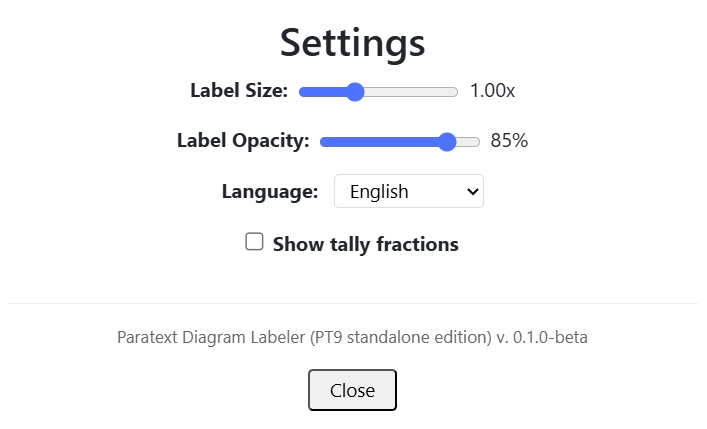 Settings
Label Size: 1.00x
Label Opacity: 85%
Language: English
Show tally fractions
Paratext Diagram Labeler (PT9 standalone edition) v. 0.1.0-beta
Close